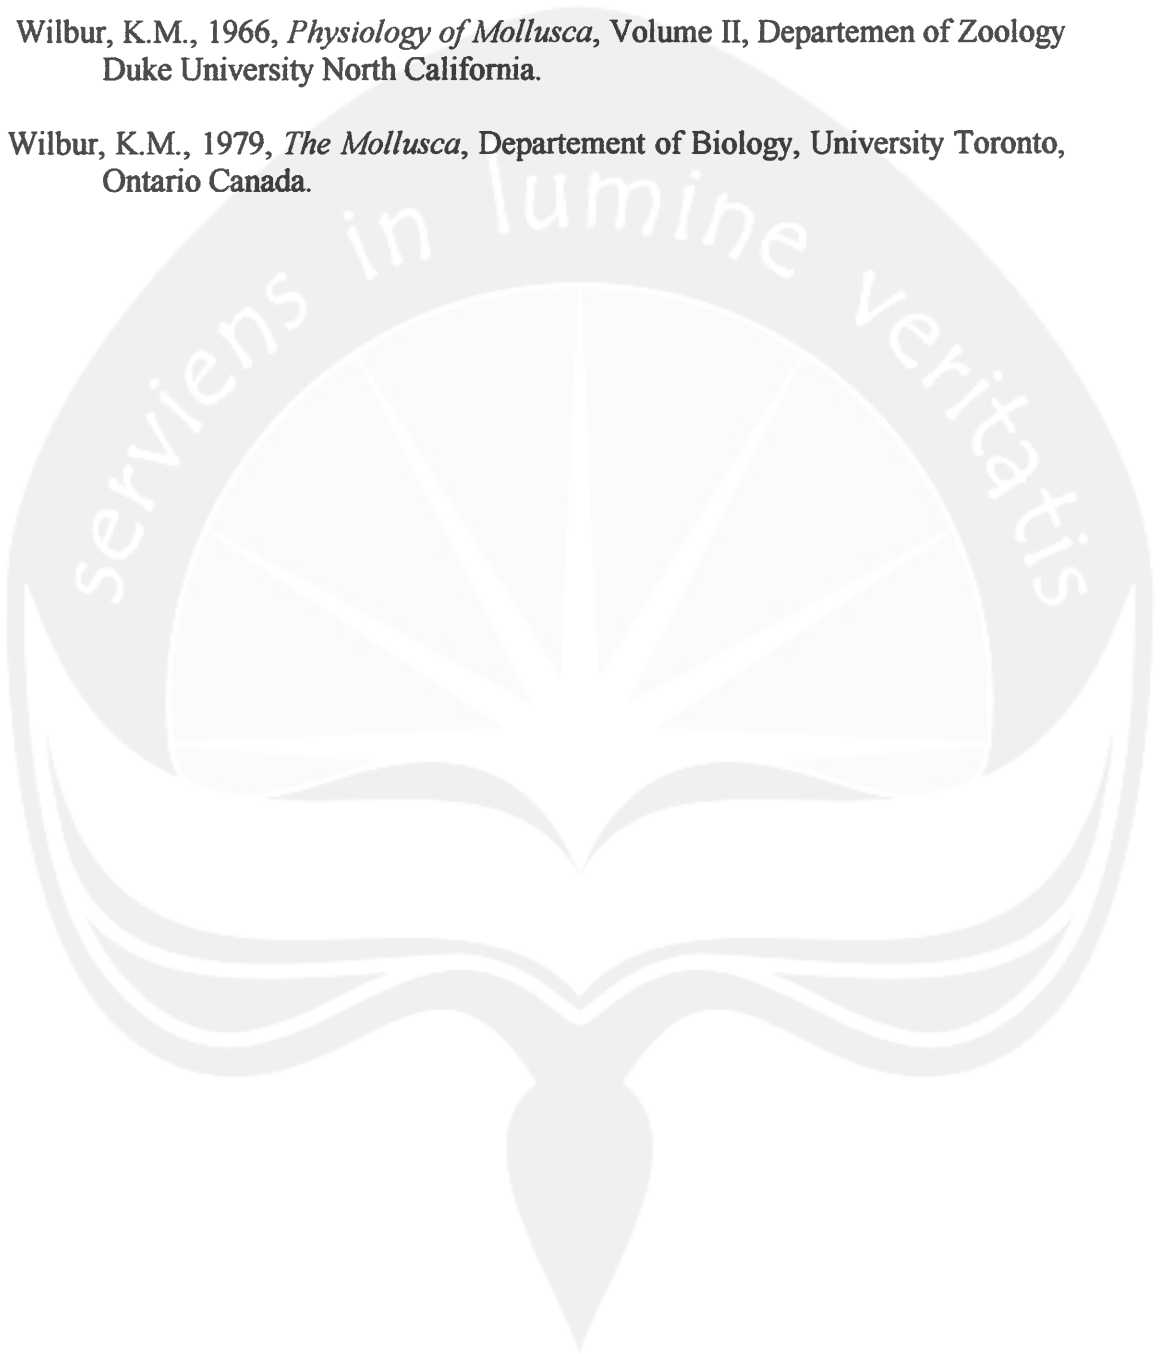 Wilbur, K.M., 1966, Physiology of Mollusca, Volume II, Departemen of Zoology
Duke University North California.
Wilbur, K.M., 1979, The Mollusca, Departement of Biology, University Toronto,
Ontario Canada.
serviens in lumine veritatis